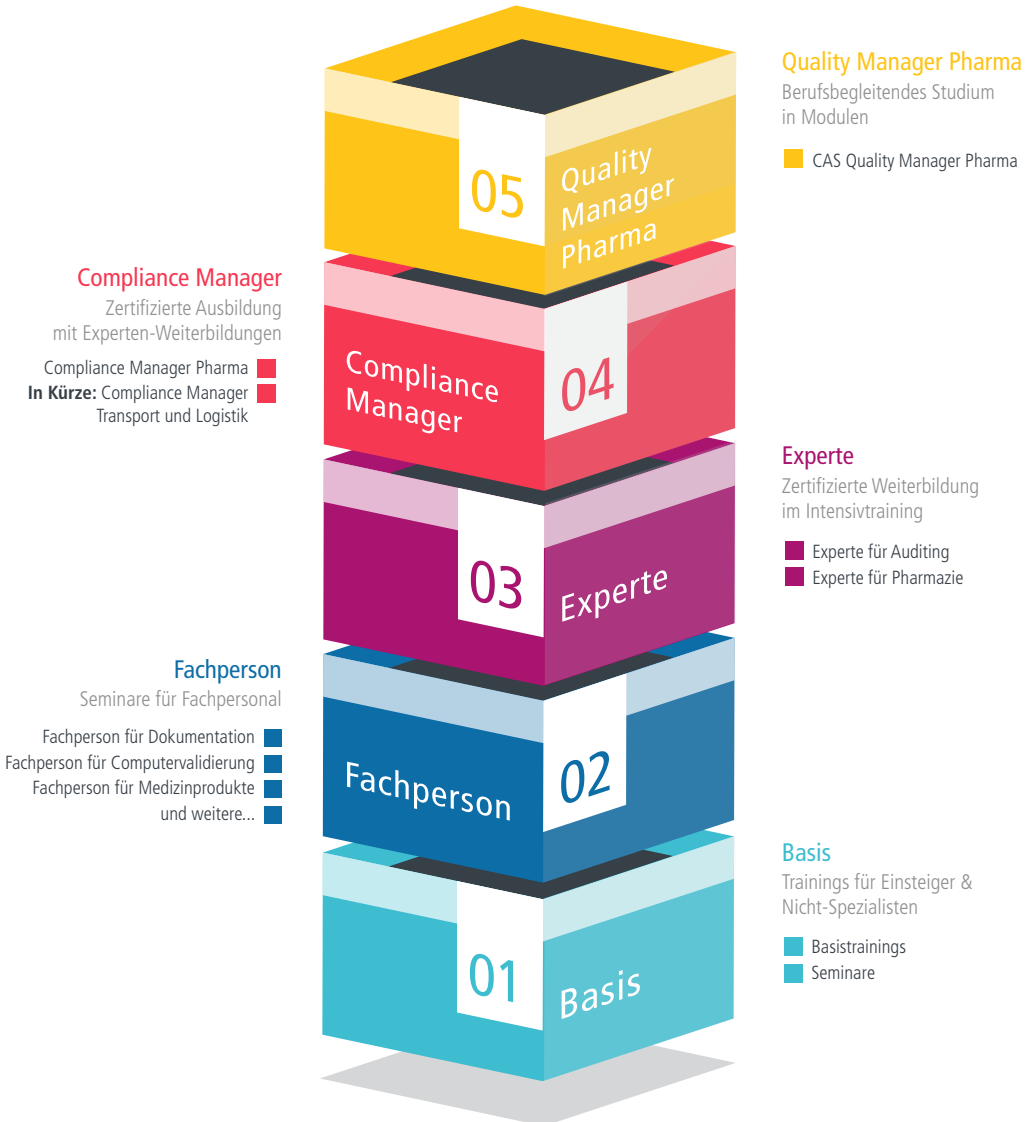 Quality Manager Pharma
Berufsbegleitendes Studium
in Modulen
CAS Quality Manager Pharma
05
Quality
Manager
Pharma
Compliance Manager
Zertifizierte Ausbildung
mit Experten-Weiterbildungen
Compliance Manager Pharma
In Kürze: Compliance Manager
Transport und Logistik
Compliance
Manager
04
Experte
Zertifizierte Weiterbildung
im Intensivtraining
Experte für Auditing
Experte für Pharmazie
03
Experte
Fachperson
Seminare für Fachpersonal
Fachperson für Dokumentation
Fachperson für Computervalidierung
Fachperson für Medizinprodukte
und weitere...
Fachperson
02
Basis
Trainings für Einsteiger &
Nicht-Spezialisten
Basistrainings
Seminare
01
Basis